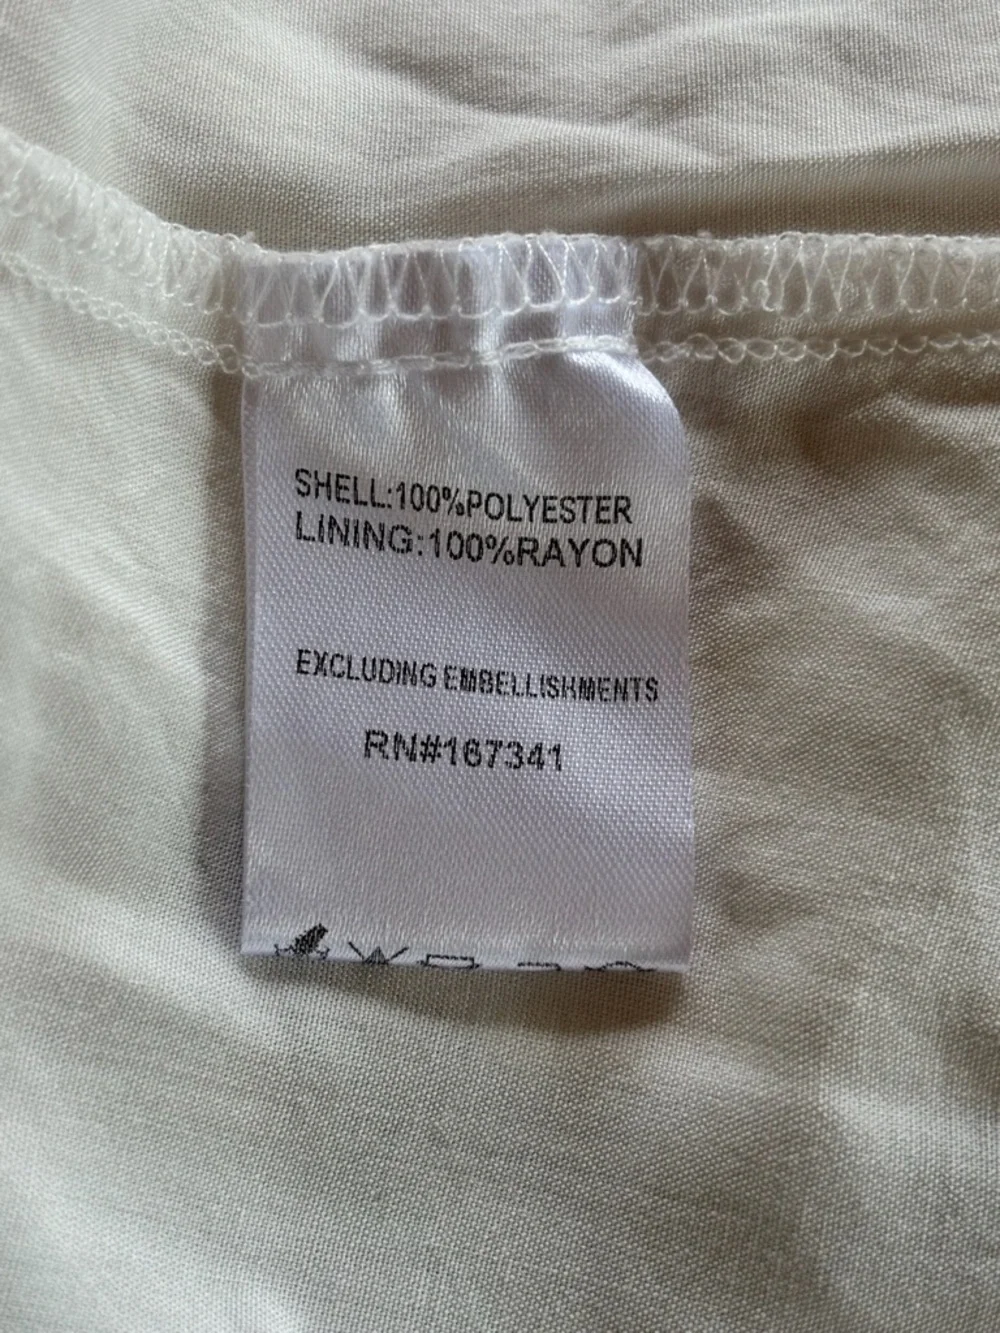 SHELL:100%POLYESTER
LINING:100%RAYON
EXCLUDING EMBELLISHMENTS
RN#167341